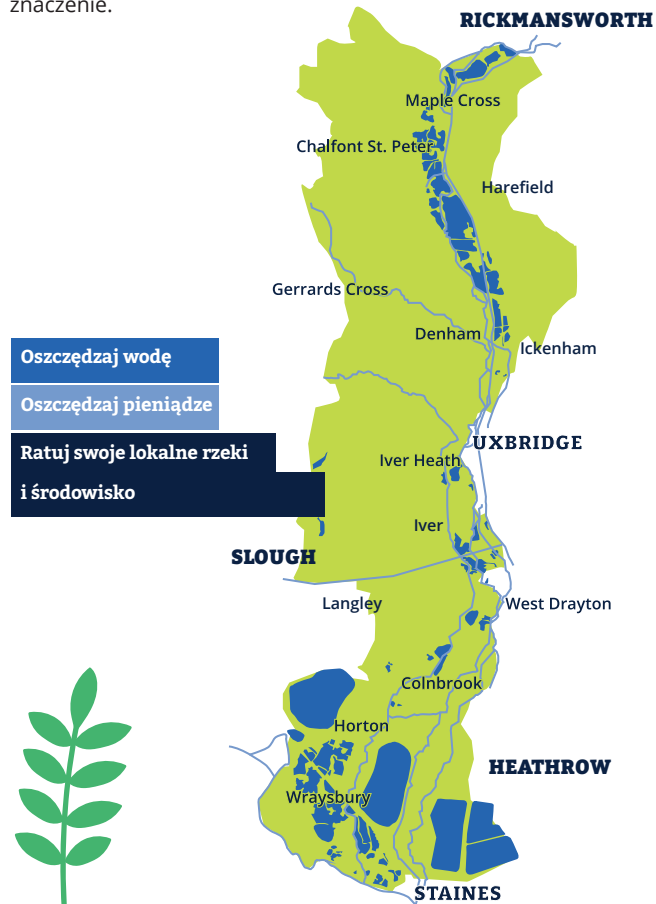 znaczenie.
RICKMANSWORTH
Maple Cross
Chalfont St. Peter
Harefield
Gerrards Cross
Denham
Ickenham
Oszczędzaj wodę
Oszczędzaj pieniądze
Ratuj swoje lokalne rzeki
i środowisko
UXBRIDGE
Iver Heath
Iver
SLOUGH
Langley
West Drayton
Colnbrook
Horton
HEATHROW
Wraysbury
STAINES